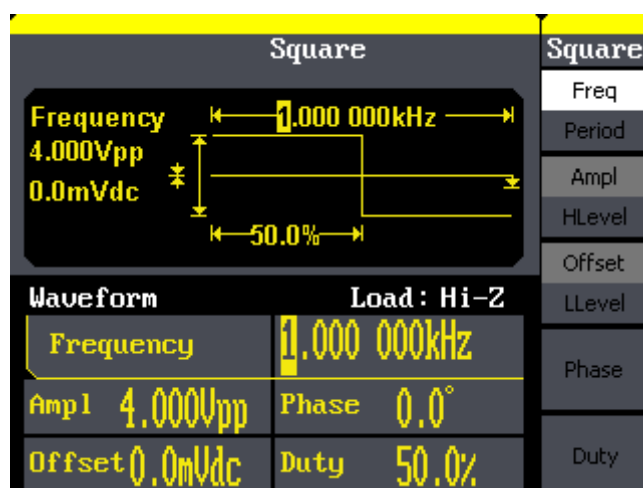 Square
Square
Freq
Period
Ampl
HLevel
Offset
LLevel
Phase
Duty
Frequency
1.000 000kHz
4.000Vpp
0.0mVdc
50.0%
Waveform
Load: Hi-Z
Frequency
1.000 000kHz
Ampl 4.000Vpp
Phase 0.0°
Offset 0.0mVdc
Duty 50.0%